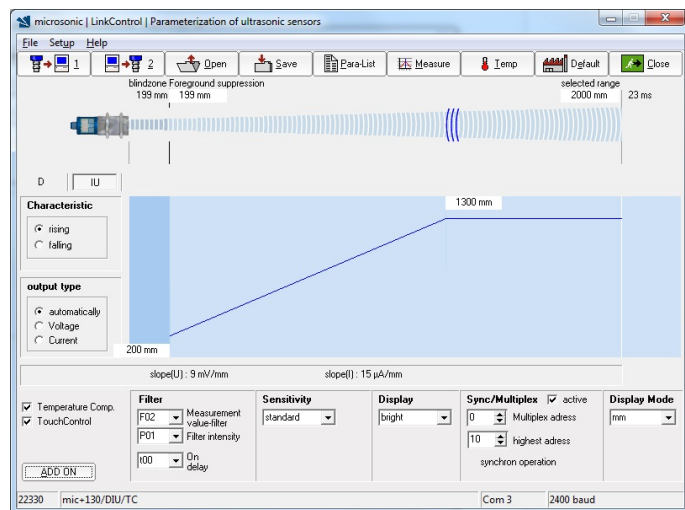 microsonic | LinkControl | Parameterization of ultrasonic sensors
File Setup Help
1 2 Open Save Para-List Measure Temp Default Close
blindzone Foreground suppression selected range
199 mm 199 mm 2000 mm 23 ms
D IU
Characteristic
rising
falling
1300 mm
output type
automatically
Voltage
Current
200 mm
slope(U) : 9 mV/mm slope(I) : 15 µA/mm
Temperature Comp.
TouchControl
ADD ON
Filter
F02 Measurement value-filter
P01 Filter intensity
t00 On delay
Sensitivity
standard
Display
bright
Sync/Multiplex active
0 Multiplex adress
10 highest adress
synchron operation
Display Mode
mm
22330 mic+130/DIU/TC Com 3 2400 baud